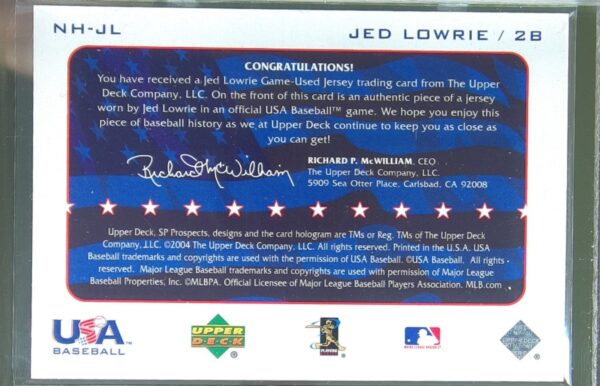 NH-JL
JED LOWRIE / 2B
CONGRATULATIONS!
You have received a Jed Lowrie Game-Used Jersey trading card from The Upper
Deck Company, LLC. On the front of this card is an authentic piece of a jersey
worn by Jed Lowrie in an official USA Baseball™ game. We hope you enjoy this
piece of baseball history as we at Upper Deck continue to keep you as close as
you can get!
Richard McWilliam
RICHARD P. McWILLIAM, CEO
The Upper Deck Company, LLC.
5909 Sea Otter Place, Carlsbad, CA 92008
Upper Deck, SP Prospects, designs and the card hologram are TMs or Reg. TMs of The Upper Deck
Company, LLC. ©2004 The Upper Deck Company, LLC. All rights reserved. Printed in the U.S.A. USA
Baseball trademarks and copyrights are used with the permission of USA Baseball. ©USA Baseball. All rights
reserved. Major League Baseball trademarks and copyrights are used with permission of Major League
Baseball Properties, Inc. ©MLBPA. Official Licensee of Major League Baseball Players Association. MLB.com
USA
BASEBALL™
UPPER
DECK®
PLAYERS